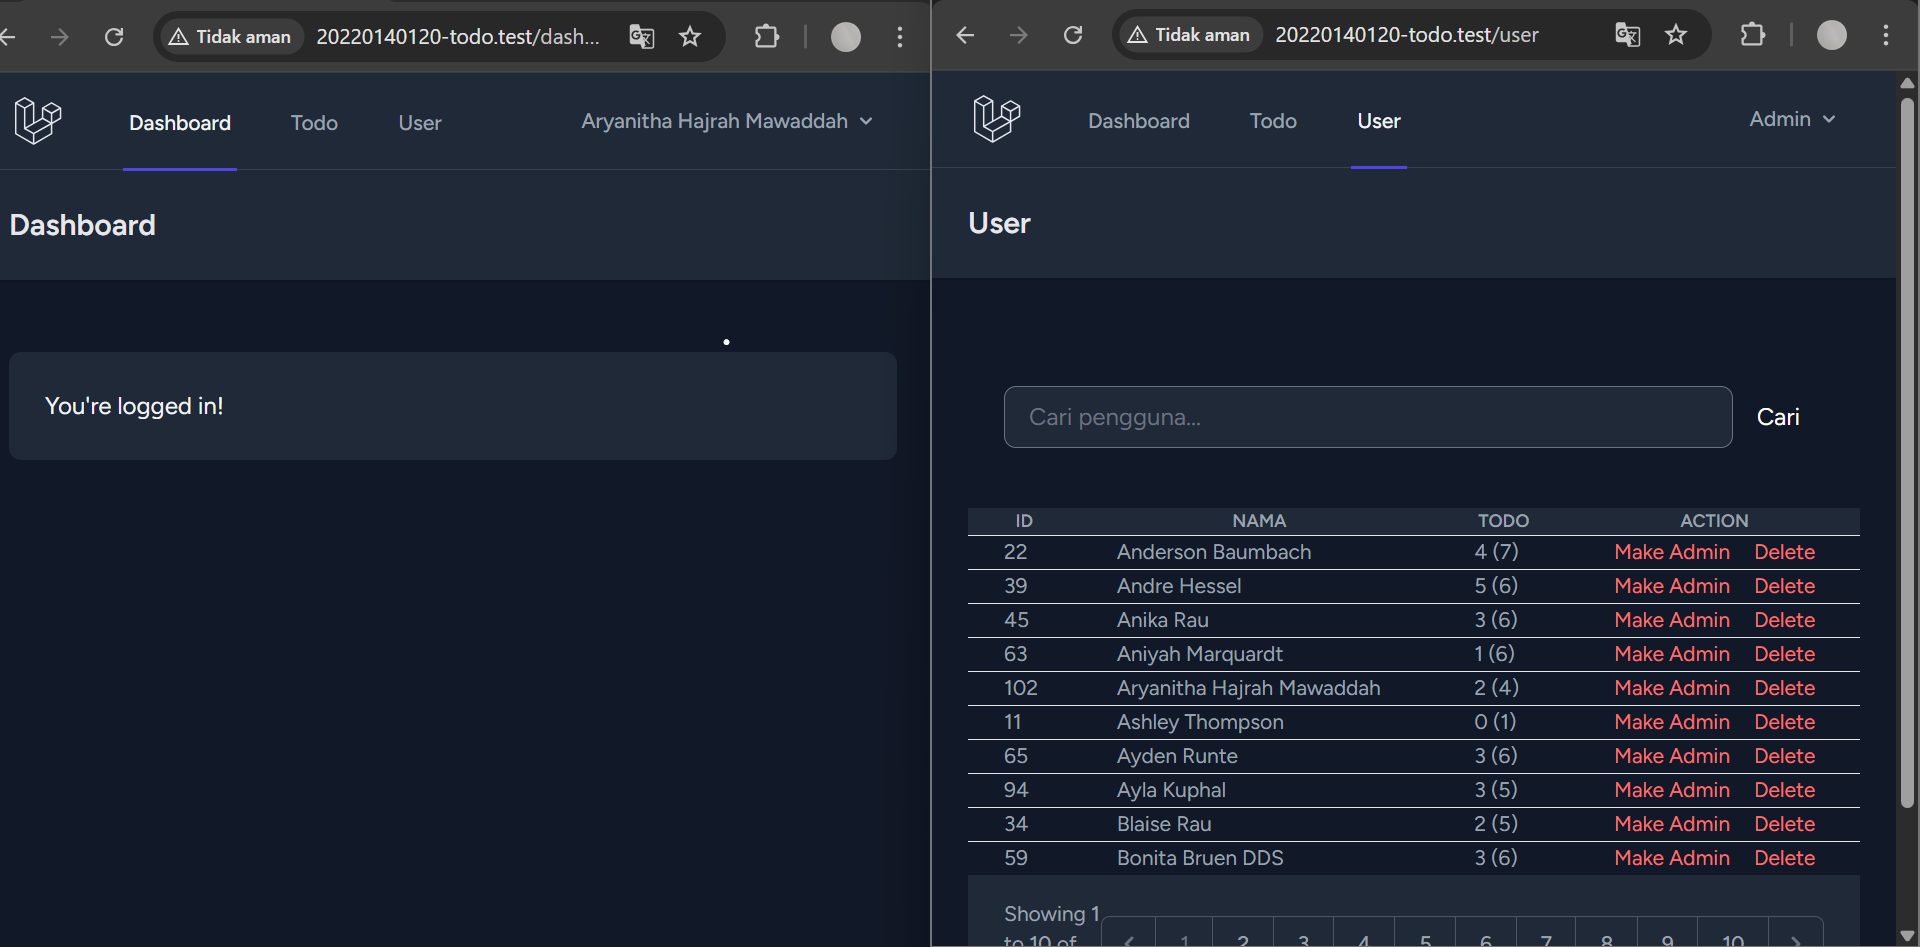 Tidak aman 20220140120-todo.test/dash...
Dashboard Todo User Aryanitha Hajrah Mawaddah
Dashboard
You're logged in!
Tidak aman 20220140120-todo.test/user
Dashboard Todo User Admin
User
Cari pengguna... Cari
ID NAMA TODO ACTION
22 Anderson Baumbach 4 (7) Make Admin Delete
39 Andre Hessel 5 (6) Make Admin Delete
45 Anika Rau 3 (6) Make Admin Delete
63 Aniyah Marquardt 1 (6) Make Admin Delete
102 Aryanitha Hajrah Mawaddah 2 (4) Make Admin Delete
11 Ashley Thompson 0 (1) Make Admin Delete
65 Ayden Runte 3 (6) Make Admin Delete
94 Ayla Kuphal 3 (5) Make Admin Delete
34 Blaise Rau 2 (5) Make Admin Delete
59 Bonita Bruen DDS 3 (6) Make Admin Delete
Showing 1
to 10 of
1 2 3 4 5 6 7 8 9 10